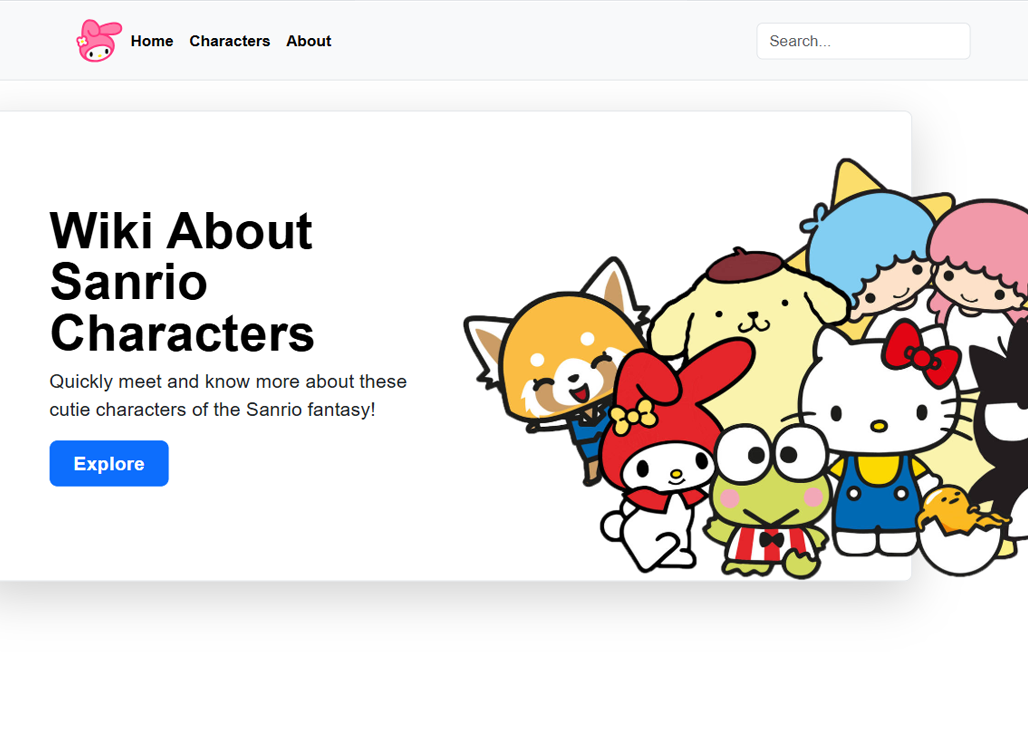 Home Characters About Search...
Wiki About
Sanrio
Characters
Quickly meet and know more about these
cutie characters of the Sanrio fantasy!
Explore